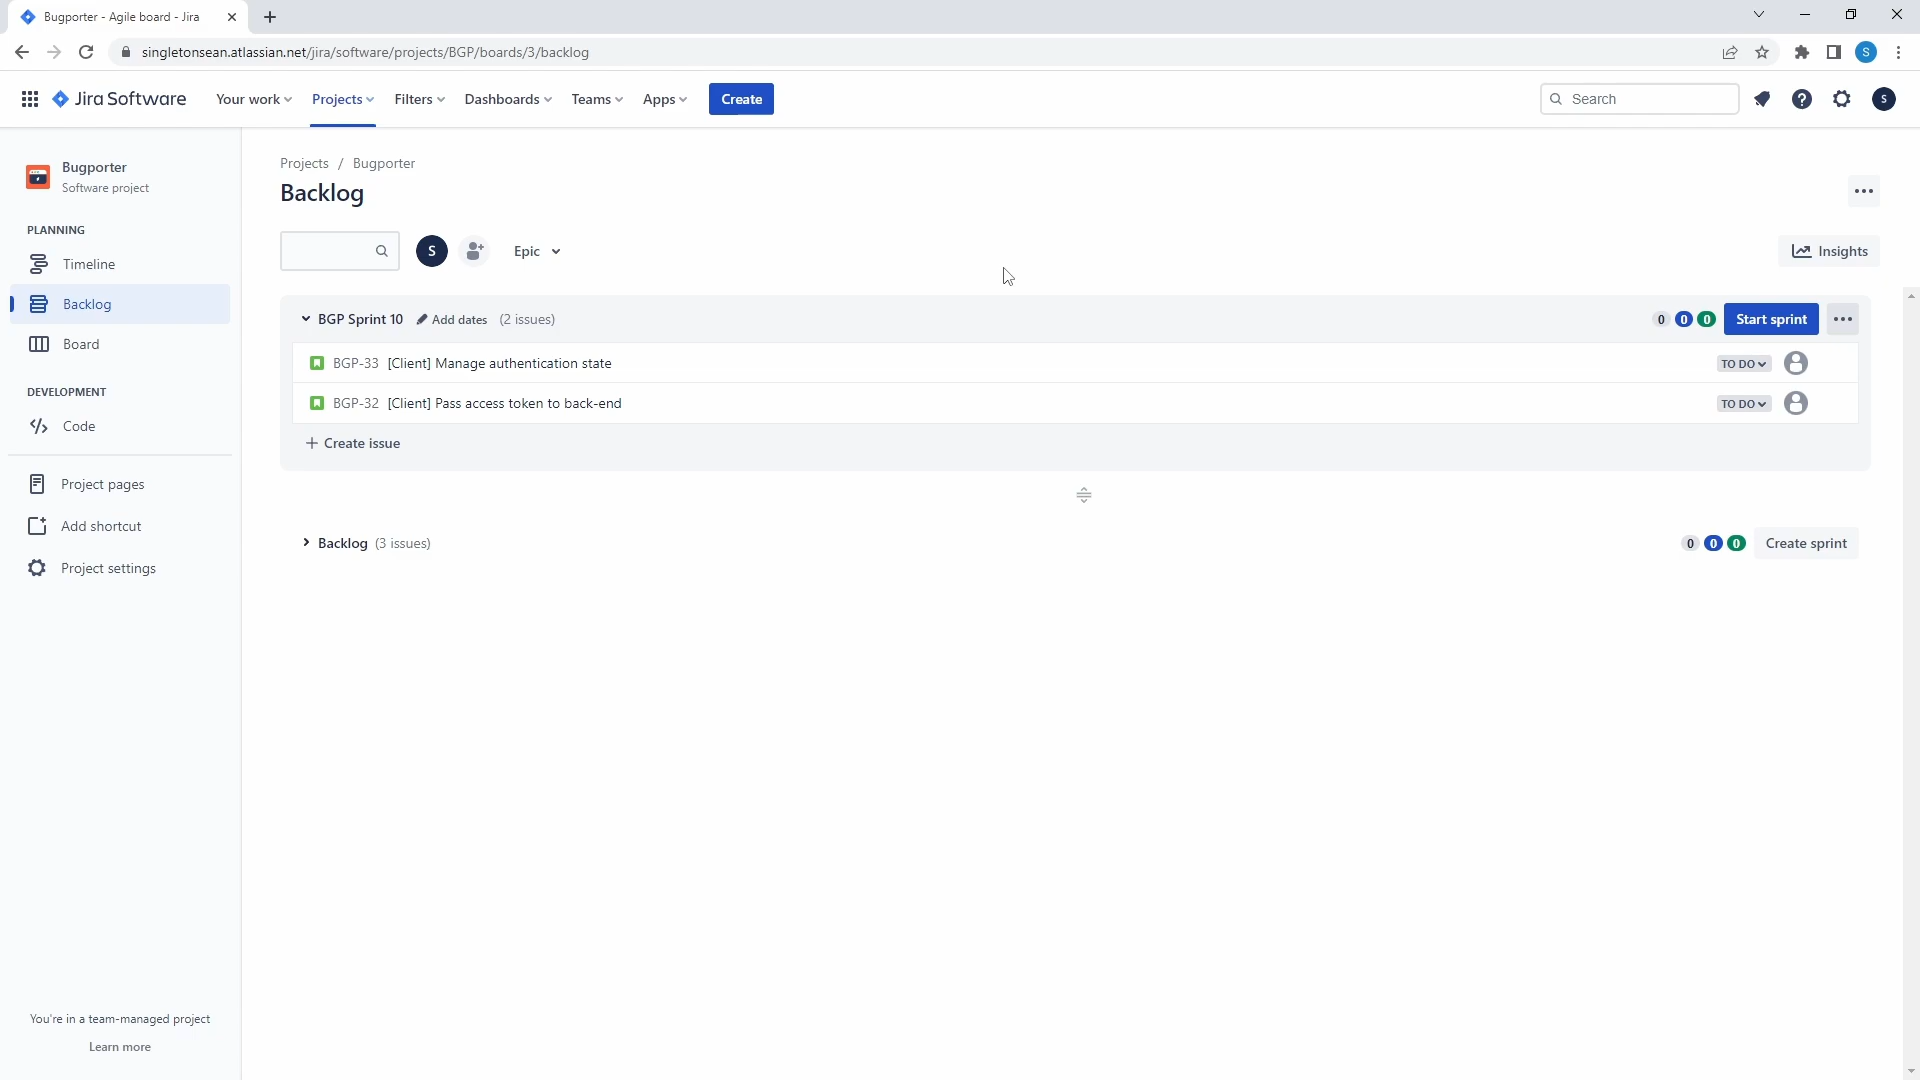 Bugporter - Agile board - Jira
singletonsean.atlassian.net/jira/software/projects/BGP/boards/3/backlog
S
Jira Software
Your work
Projects
Filters
Dashboards
Teams
Apps
Create
Search
S
Bugporter
Software project
PLANNING
Timeline
Backlog
Board
DEVELOPMENT
Code
Project pages
Add shortcut
Project settings
You're in a team-managed project
Learn more
Projects / Bugporter
Backlog
S
Epic
Insights
BGP Sprint 10 Add dates (2 issues)
0 0 0 Start sprint
BGP-33 [Client] Manage authentication state TO DO
BGP-32 [Client] Pass access token to back-end TO DO
+ Create issue
Backlog (3 issues)
0 0 0 Create sprint